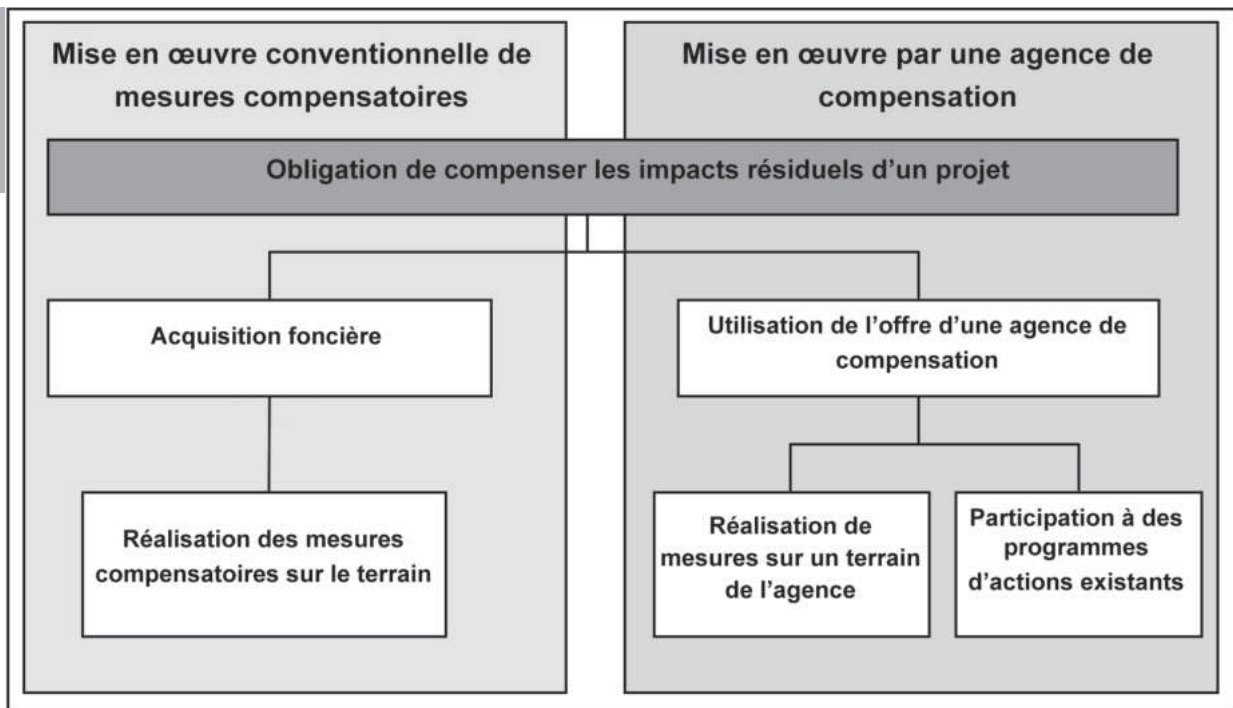 Mise en œuvre conventionnelle de
mesures compensatoires
Mise en œuvre par une agence de
compensation
Obligation de compenser les impacts résiduels d’un projet
Acquisition foncière
Utilisation de l’offre d’une agence de
compensation
Réalisation des mesures
compensatoires sur le terrain
Réalisation de
mesures sur un terrain
de l’agence
Participation à des
programmes
d’actions existants